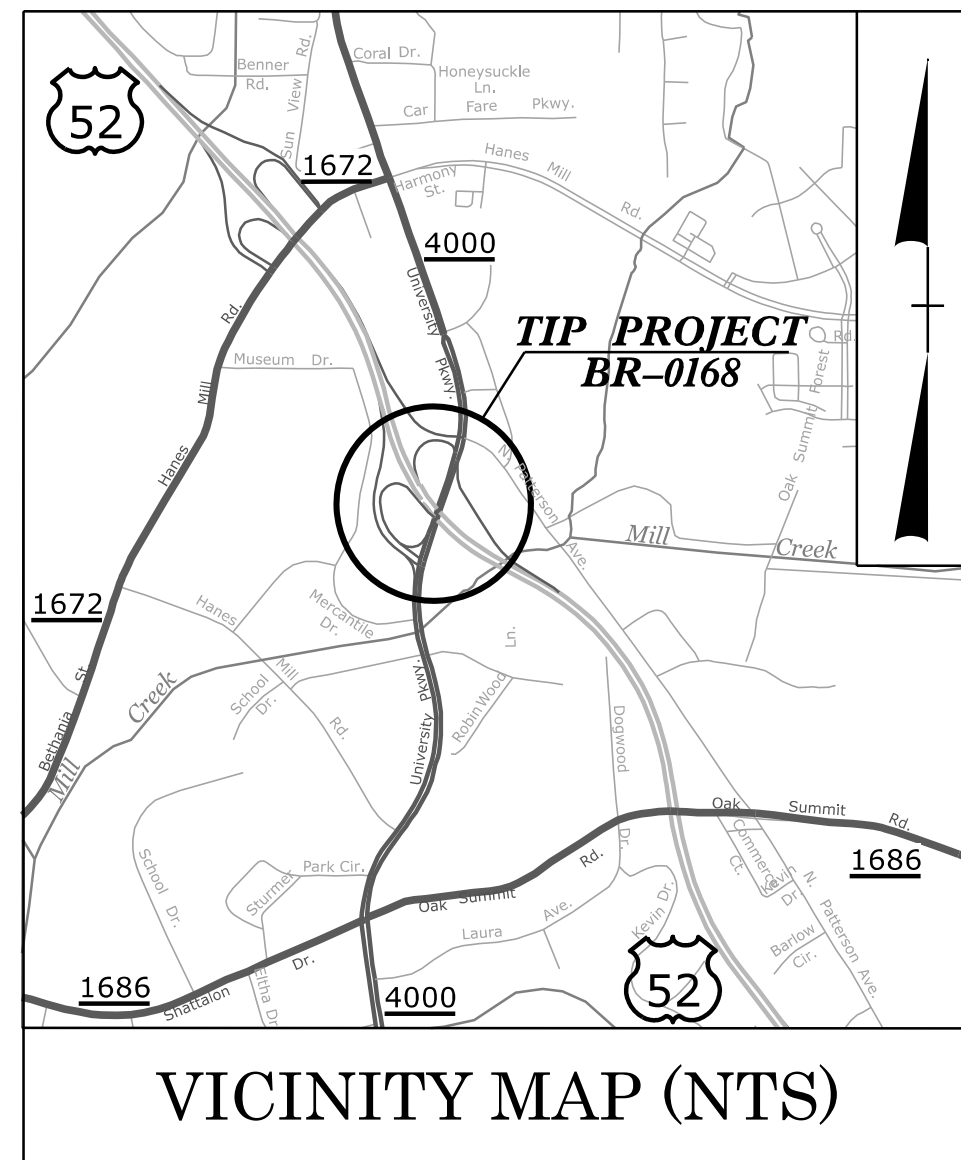 52
Benner
Rd.
Sun View Rd.
Coral Dr.
Honeysuckle
Ln.
Car Fare Pkwy.
1672
Harmony
St.
Hanes Mill Rd.
4000
University Pkwy.
TIP PROJECT
BR-0168
Rd.
Museum Dr.
Oak Summit Forest
Rd.
Hanes Mill
N. Patterson Ave.
Mill Creek
1672
Hanes Mill Rd.
Mercantile
Dr.
Ln.
RobinWood
School
Dr.
University Pkwy.
Bethania St.
Mill Creek
Dogwood Dr.
Oak Summit Rd.
1686
Commerce
Ct.
Kevin
Dr.
N. Patterson Ave.
Barlow
Cir.
School Dr.
Park Cir.
Sturmer
Oak Summit Rd.
Laura Ave.
Kevin Dr.
52
1686
Shattalon Dr.
Eltha Dr.
4000
VICINITY MAP (NTS)